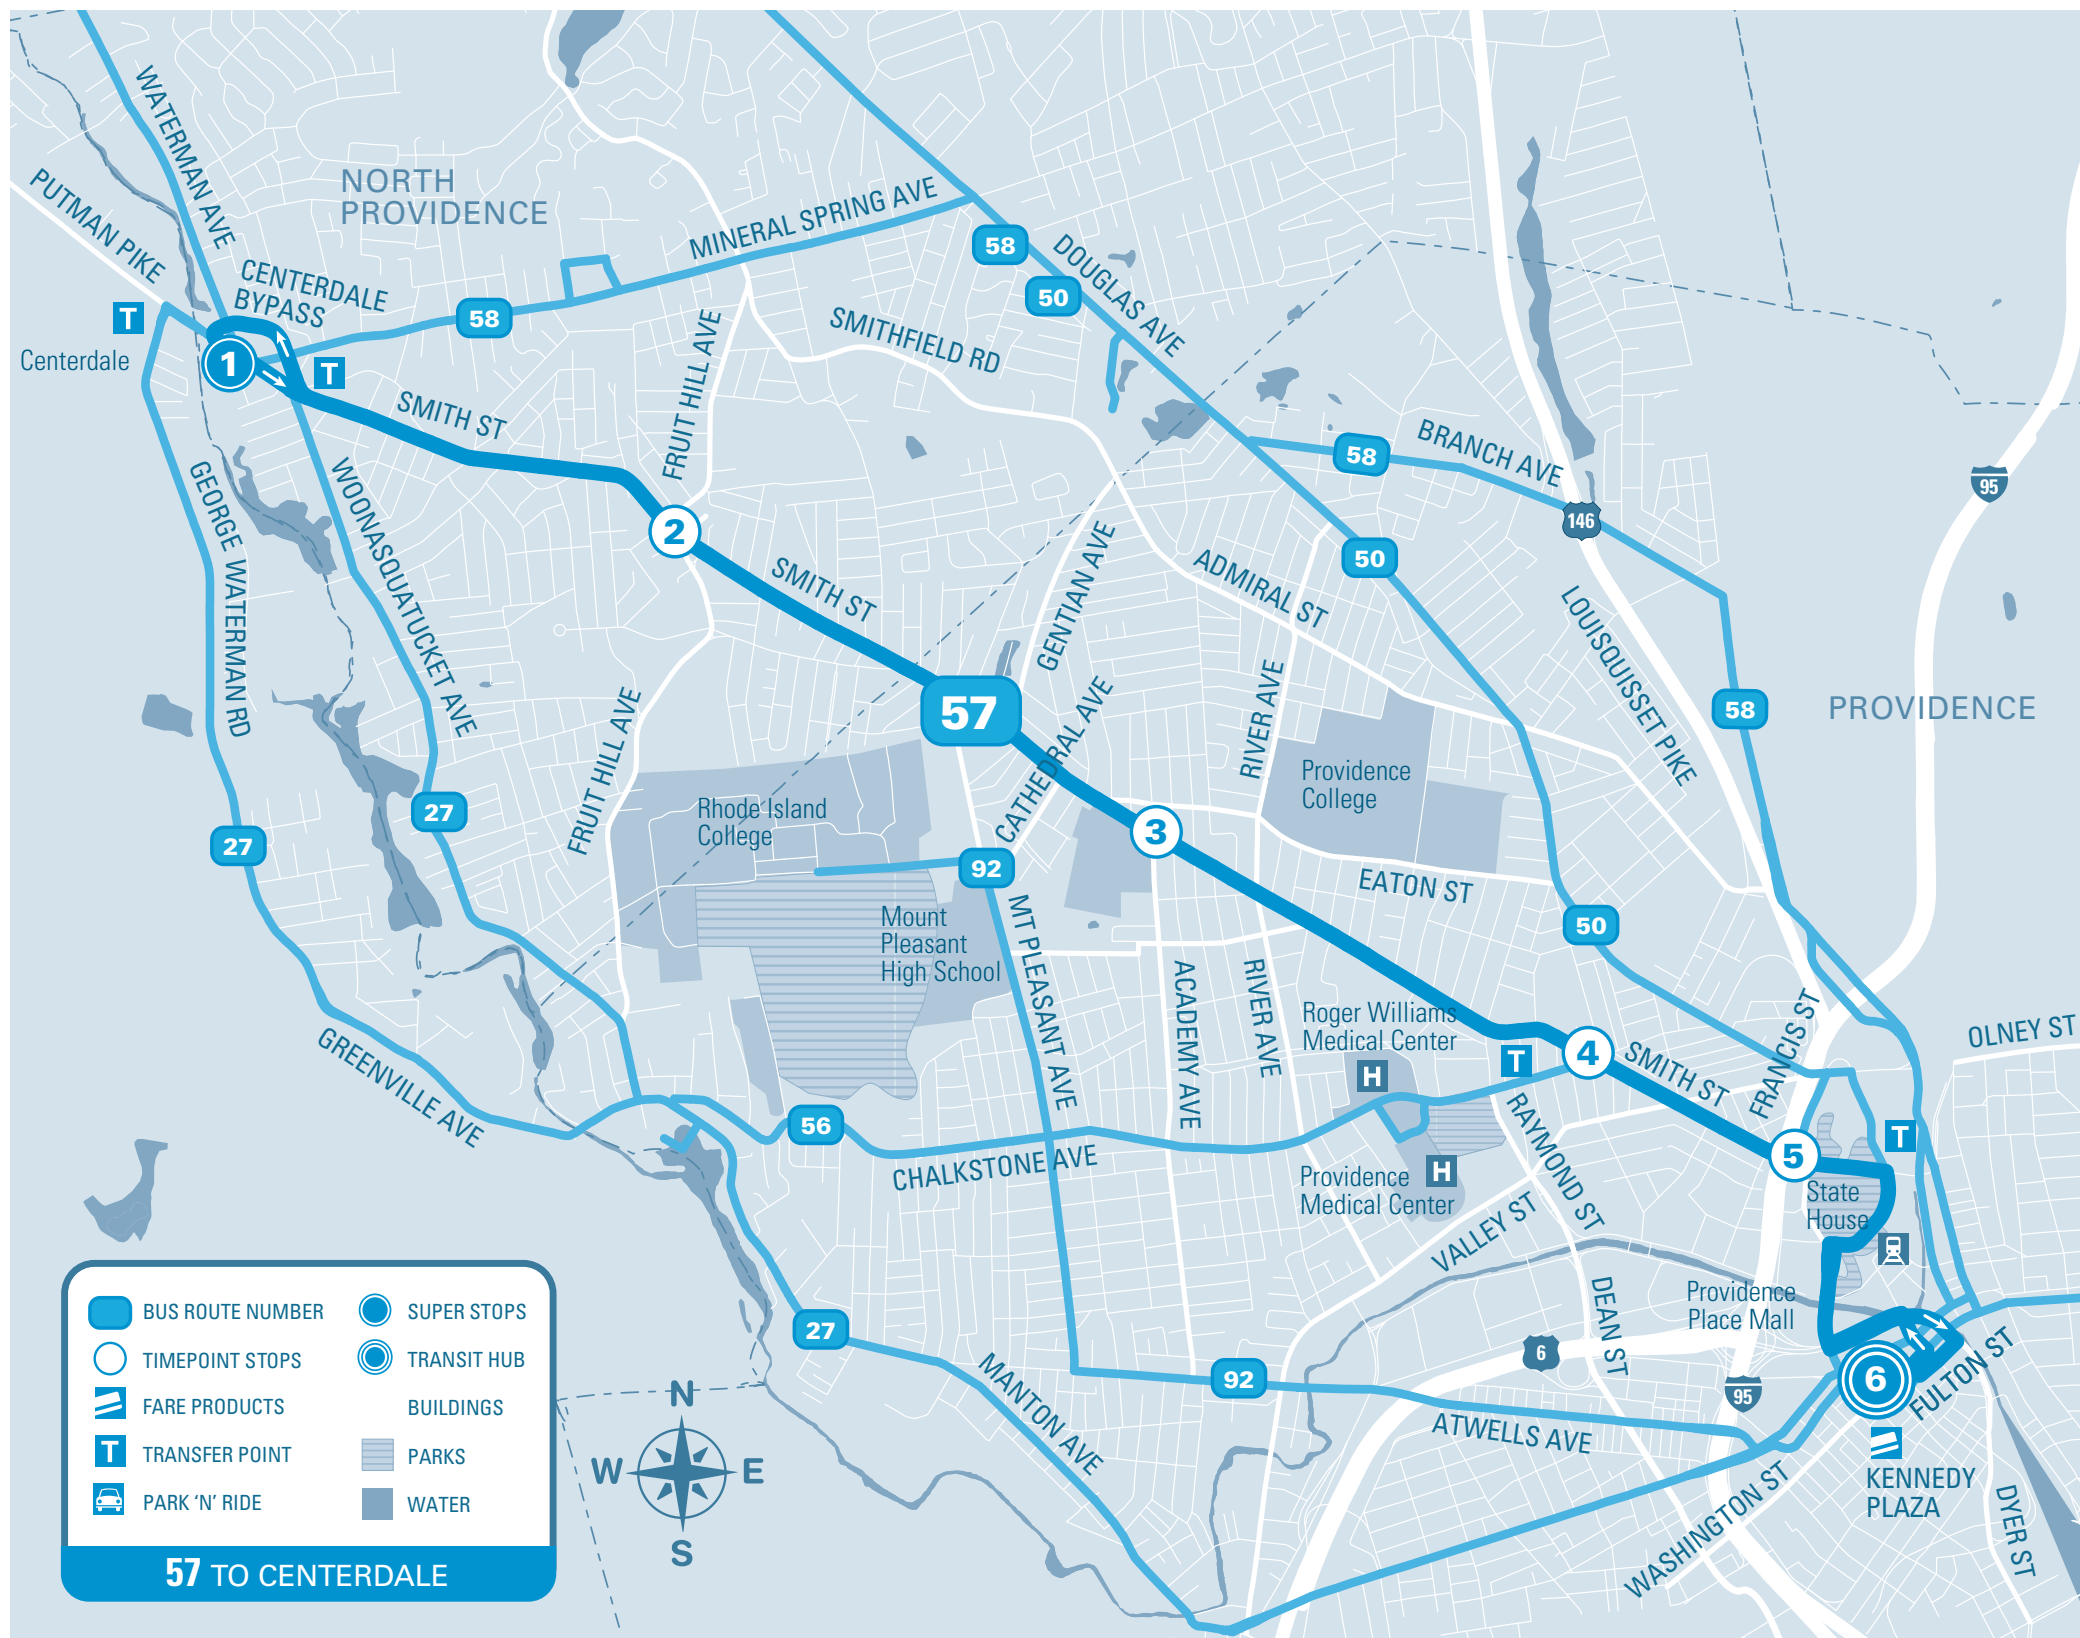 WATERMAN AVE
PUTMAN PIKE
NORTH
PROVIDENCE
MINERAL SPRING AVE
58
DOUGLAS AVE
50
CENTERDALE
BYPASS
58
T
Centerdale
1
T
SMITH ST
FRUIT HILL AVE
SMITHFIELD RD
58
BRANCH AVE
95
146
GEORGE WATERMAN RD
WOONASQUATUCKET AVE
2
SMITH ST
GENTIAN AVE
ADMIRAL ST
50
LOUISQUISSET PIKE
58
PROVIDENCE
57
CATHEDRAL AVE
RIVER AVE
Providence
College
FRUIT HILL AVE
27
27
Rhode Island
College
3
92
EATON ST
50
Mount
Pleasant
High School
MT PLEASANT AVE
ACADEMY AVE
RIVER AVE
Roger Williams
Medical Center
H
T
4
SMITH ST
FRANCIS ST
OLNEY ST
GREENVILLE AVE
56
CHALKSTONE AVE
RAYMOND ST
T
5
Providence
Medical Center
H
State
House
VALLEY ST
DEAN ST
Providence
Place Mall
27
MANTON AVE
92
6
95
6
FULTON ST
ATWELLS AVE
WASHINGTON ST
KENNEDY
PLAZA
DYER ST
BUS ROUTE NUMBER
SUPER STOPS
TIMEPOINT STOPS
TRANSIT HUB
FARE PRODUCTS
BUILDINGS
T
TRANSFER POINT
PARKS
PARK ‘N’ RIDE
WATER
57 TO CENTERDALE
N
W
E
S